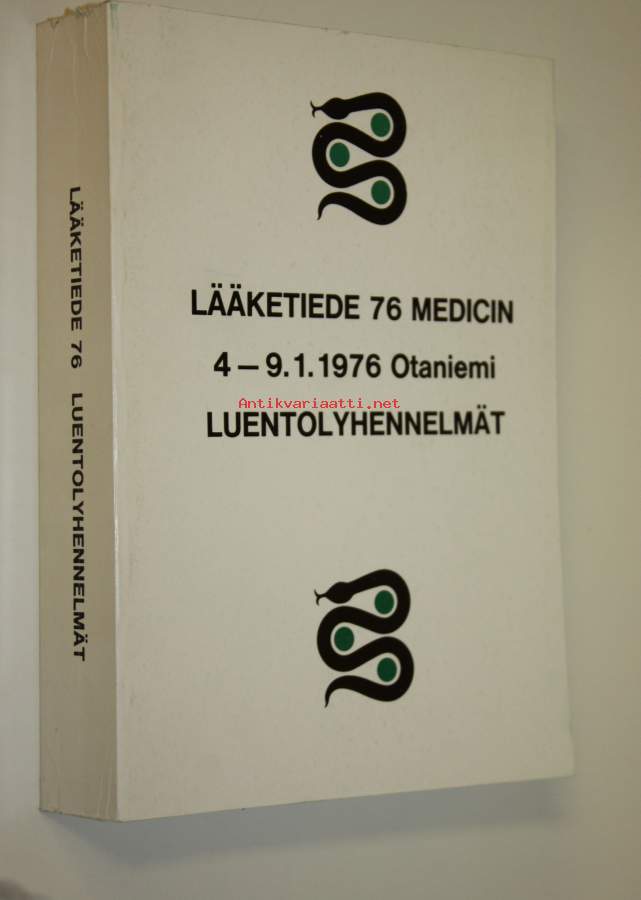 LÄÄKETIEDE 76 MEDICIN
4–9.1.1976 Otaniemi
Antikvariaatti.net
LUENTOLYHENNELMÄT
LÄÄKETIEDE 76 LUENTOLYHENNELMÄT